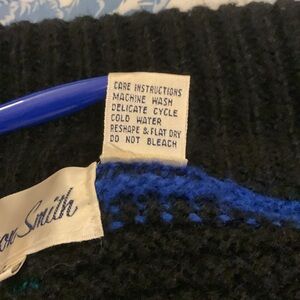 CARE INSTRUCTIONS
MACHINE WASH
DELICATE CYCLE
COLD WATER
RESHAPE & FLAT DRY
DO NOT BLEACH
Smith